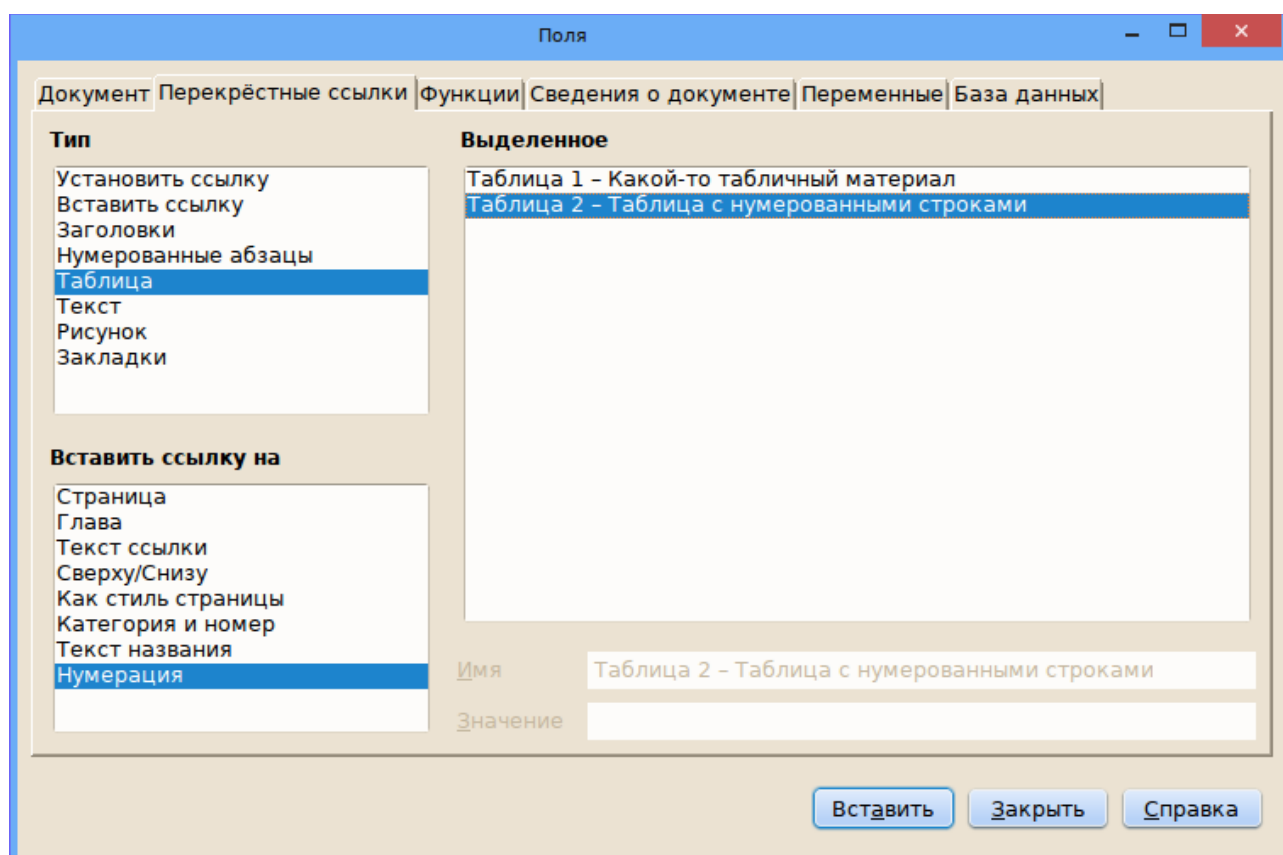 Поля
Документ Перекрёстные ссылки Функции Сведения о документе Переменные База данных
Тип
Установить ссылку
Вставить ссылку
Заголовки
Нумерованные абзацы
Таблица
Текст
Рисунок
Закладки
Вставить ссылку на
Страница
Глава
Текст ссылки
Сверху/Снизу
Как стиль страницы
Категория и номер
Текст названия
Нумерация
Выделенное
Таблица 1 – Какой-то табличный материал
Таблица 2 – Таблица с нумерованными строками
Имя Таблица 2 – Таблица с нумерованными строками
Значение
Вставить Закрыть Справка